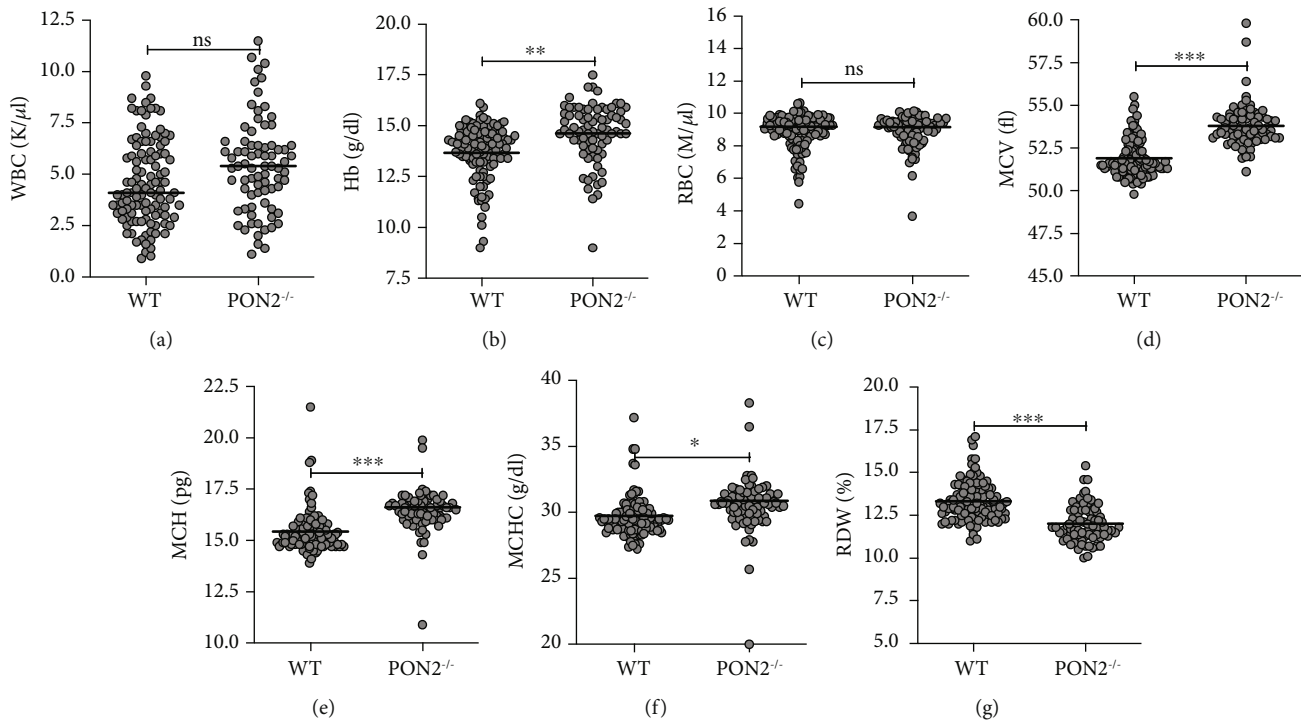 WBC (K/μl)
12.5
10.0
7.5
5.0
2.5
0.0
ns
WT
PON2-/-
(a)
Hb (g/dl)
20.0
17.5
15.0
12.5
10.0
7.5
**
WT
PON2-/-
(b)
RBC (M/μl)
16
14
12
10
8
6
4
2
0
ns
WT
PON2-/-
(c)
MCV (fl)
60.0
57.5
55.0
52.5
50.0
47.5
45.0
***
WT
PON2-/-
(d)
MCH (pg)
22.5
20.0
17.5
15.0
12.5
10.0
***
WT
PON2-/-
(e)
MCHC (g/dl)
40
35
30
25
20
*
WT
PON2-/-
(f)
RDW (%)
20.0
17.5
15.0
12.5
10.0
7.5
5.0
***
WT
PON2-/-
(g)